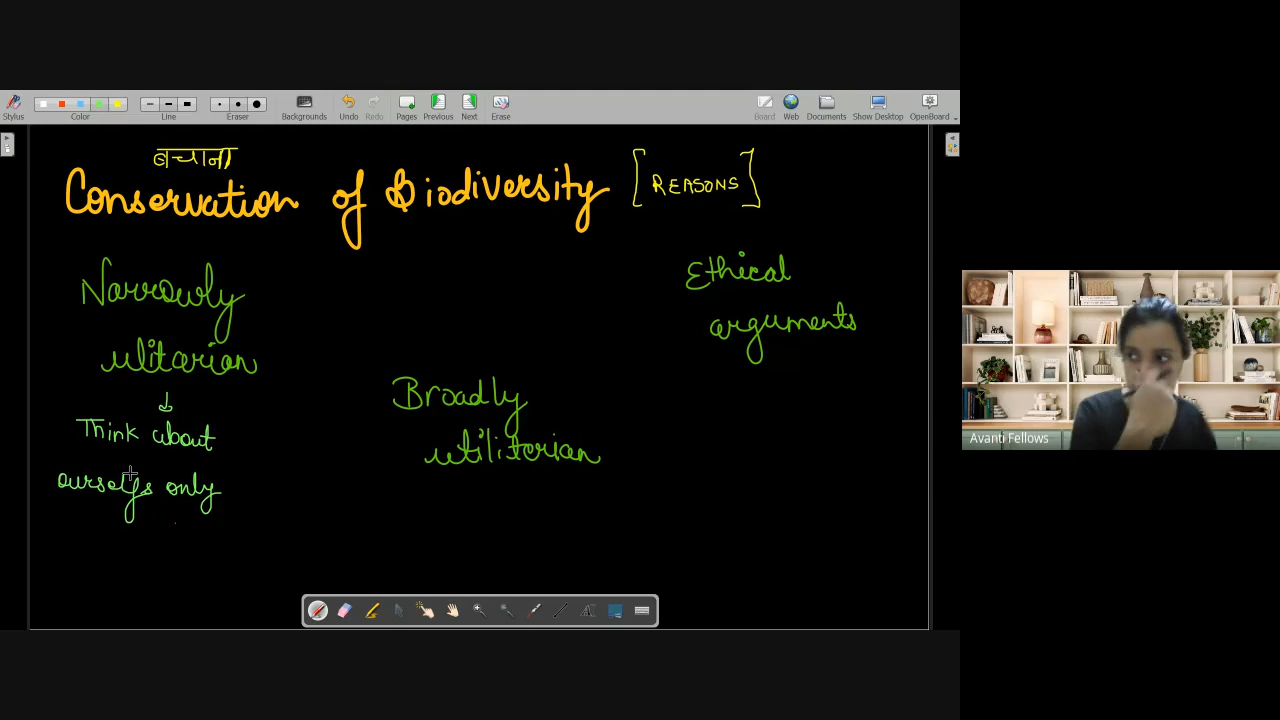 Stylus
Color
Line
Eraser
Backgrounds
Undo
Redo
Pages
Previous
Next
Erase
Board
Web
Documents
Show Desktop
OpenBoard
बचाना
Conservation of Biodiversity [REASONS]
Narrowly
ulitarian
Think about
ourselfs only
Broadly
utilitarian
Ethical
arguments
Avanti Fellows